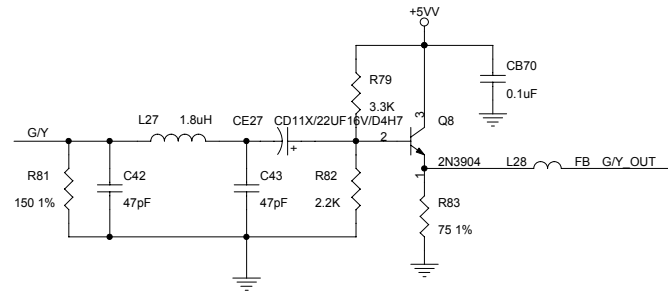 +5VV
R79
3.3K
CB70
0.1uF
L27
1.8uH
CE27
CD11X/22UF16V/D4H7
3
Q8
G/Y
+
2
R81
150 1%
C42
47pF
C43
47pF
R82
2.2K
1
2N3904
L28
FB
G/Y_OUT
R83
75 1%